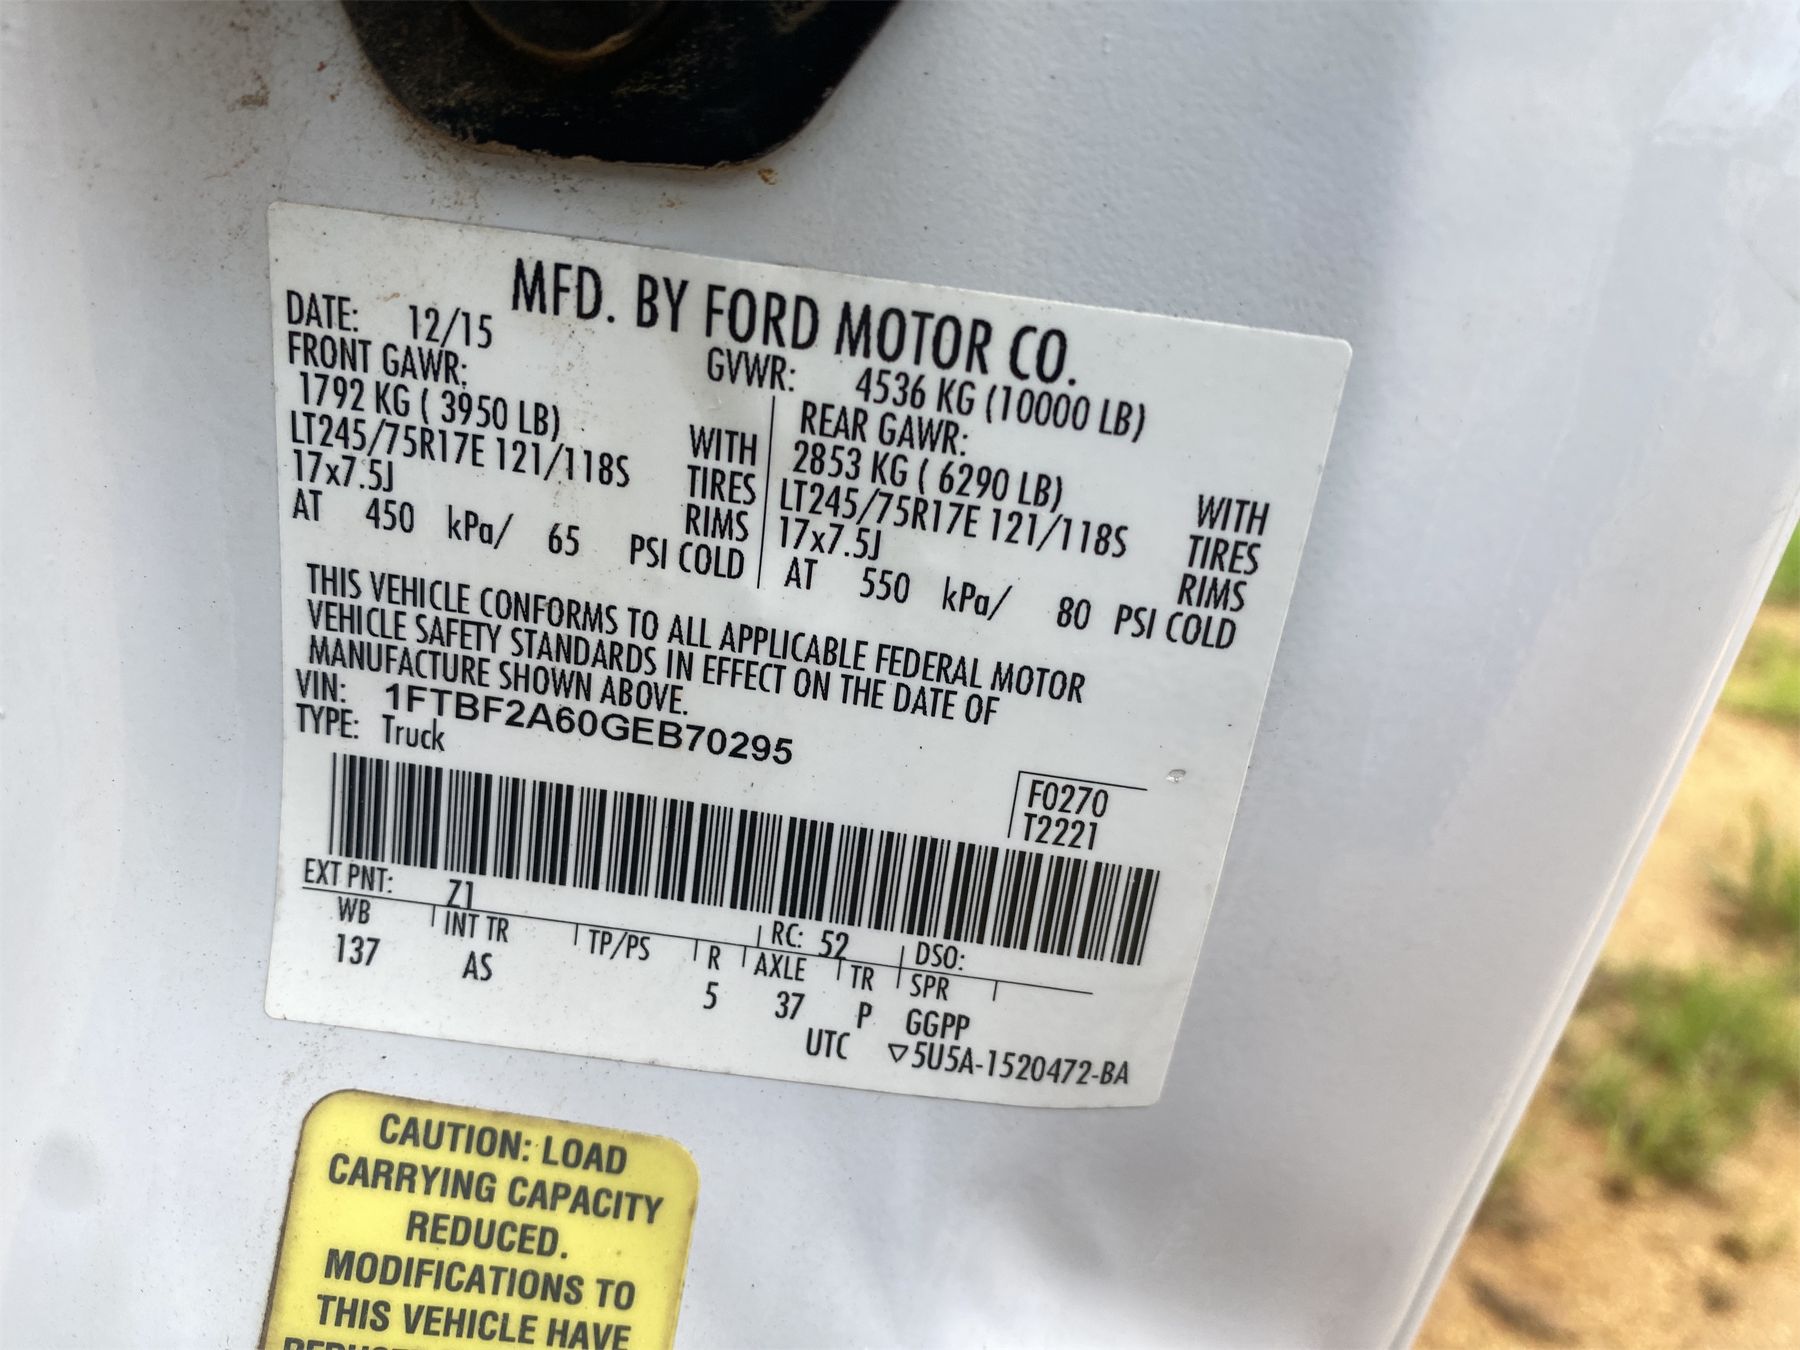 MFD. BY FORD MOTOR CO.
DATE: 12/15
GVWR: 4536 KG (10000 LB)
FRONT GAWR:
1792 KG ( 3950 LB) WITH
LT245/75R17E 121/118S TIRES
17x7.5J RIMS
AT 450 kPa/ 65 PSI COLD
REAR GAWR:
2853 KG ( 6290 LB) WITH
LT245/75R17E 121/118S TIRES
17x7.5J RIMS
AT 550 kPa/ 80 PSI COLD
THIS VEHICLE CONFORMS TO ALL APPLICABLE FEDERAL MOTOR
VEHICLE SAFETY STANDARDS IN EFFECT ON THE DATE OF
MANUFACTURE SHOWN ABOVE.
VIN: 1FTBF2A60GEB70295
TYPE: Truck
F0270
T2221
EXT PNT: Z1 RC: 52 DSO:
WB INT TR TP/PS R AXLE TR SPR
137 AS 5 37 P GGPP
UTC ▽5U5A-1520472-BA
CAUTION: LOAD
CARRYING CAPACITY
REDUCED.
MODIFICATIONS TO
THIS VEHICLE HAVE